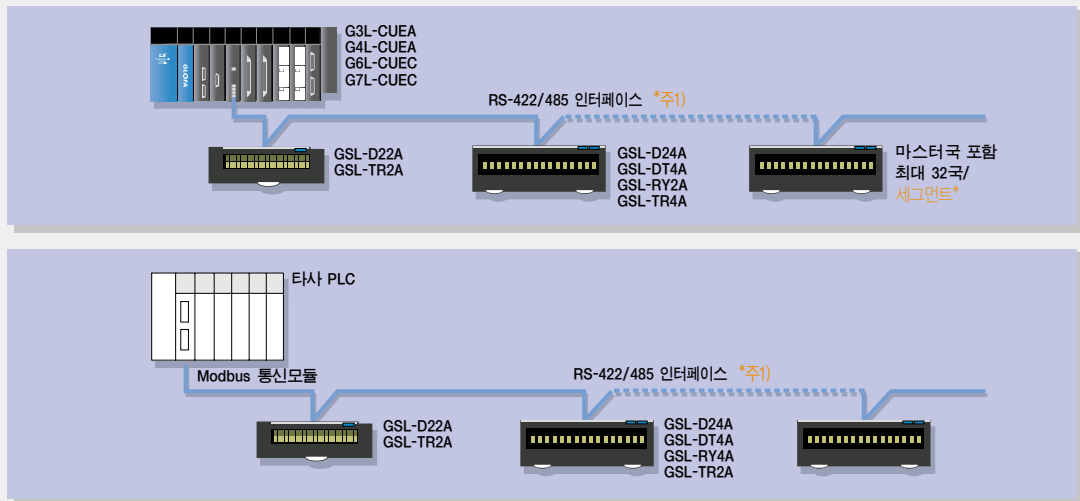 G3L-CUEA
G4L-CUEA
G6L-CUEC
G7L-CUEC
LS
GLOFA
RS-422/485 인터페이스 *주1)
GSL-D22A
GSL-TR2A
GSL-D24A
GSL-DT4A
GSL-RY2A
GSL-TR4A
마스터국 포함
최대 32국/
세그먼트*
타사 PLC
Modbus 통신모듈
RS-422/485 인터페이스 *주1)
GSL-D22A
GSL-TR2A
GSL-D24A
GSL-DT4A
GSL-RY4A
GSL-TR2A